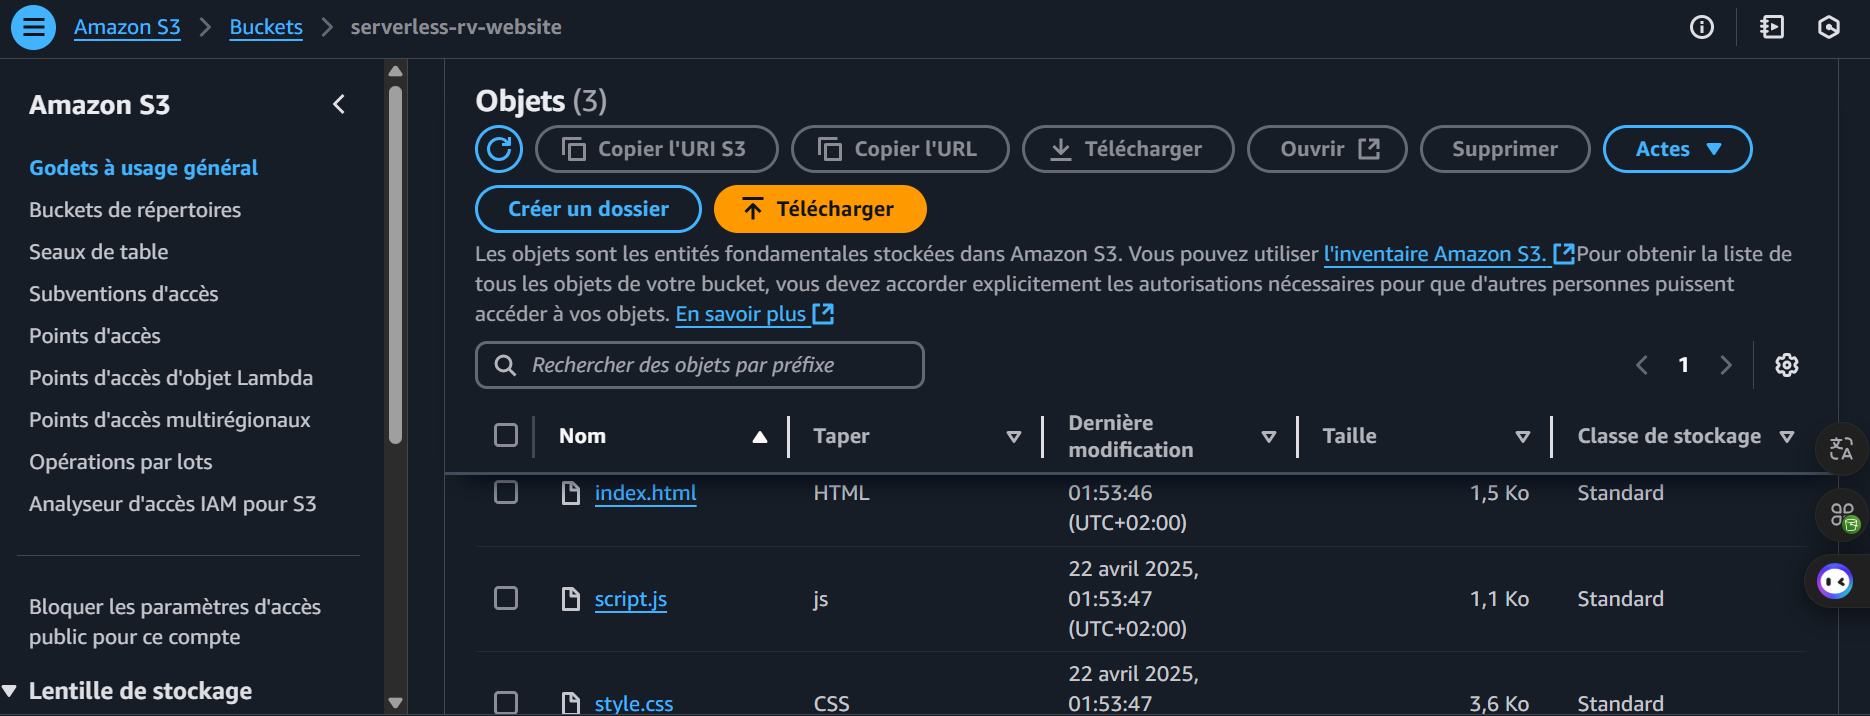 Amazon S3 > Buckets > serverless-rv-website
Amazon S3
Godets à usage général
Buckets de répertoires
Seaux de table
Subventions d'accès
Points d'accès
Points d'accès d'objet Lambda
Points d'accès multirégionaux
Opérations par lots
Analyseur d'accès IAM pour S3
Bloquer les paramètres d'accès
public pour ce compte
Lentille de stockage
Objets (3)
Copier l'URI S3 Copier l'URL Télécharger Ouvrir Supprimer Actes
Créer un dossier Télécharger
Les objets sont les entités fondamentales stockées dans Amazon S3. Vous pouvez utiliser l'inventaire Amazon S3. Pour obtenir la liste de
tous les objets de votre bucket, vous devez accorder explicitement les autorisations nécessaires pour que d'autres personnes puissent
accéder à vos objets. En savoir plus
Rechercher des objets par préfixe
1
Nom Taper Dernière modification Taille Classe de stockage
index.html HTML 01:53:46 1,5 Ko Standard
(UTC+02:00)
22 avril 2025,
script.js js 01:53:47 1,1 Ko Standard
(UTC+02:00)
22 avril 2025,
style.css CSS 01:53:47 3,6 Ko Standard